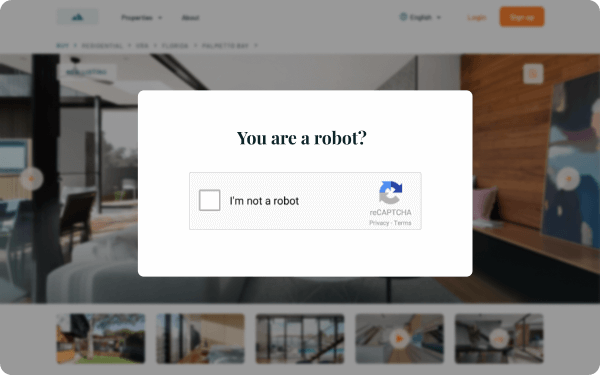 Properties
About
English
Login
Sign up
BUY
RESIDENTIAL
USA
FLORIDA
PALMETTO BAY
You are a robot?
I'm not a robot
reCAPTCHA
Privacy - Terms